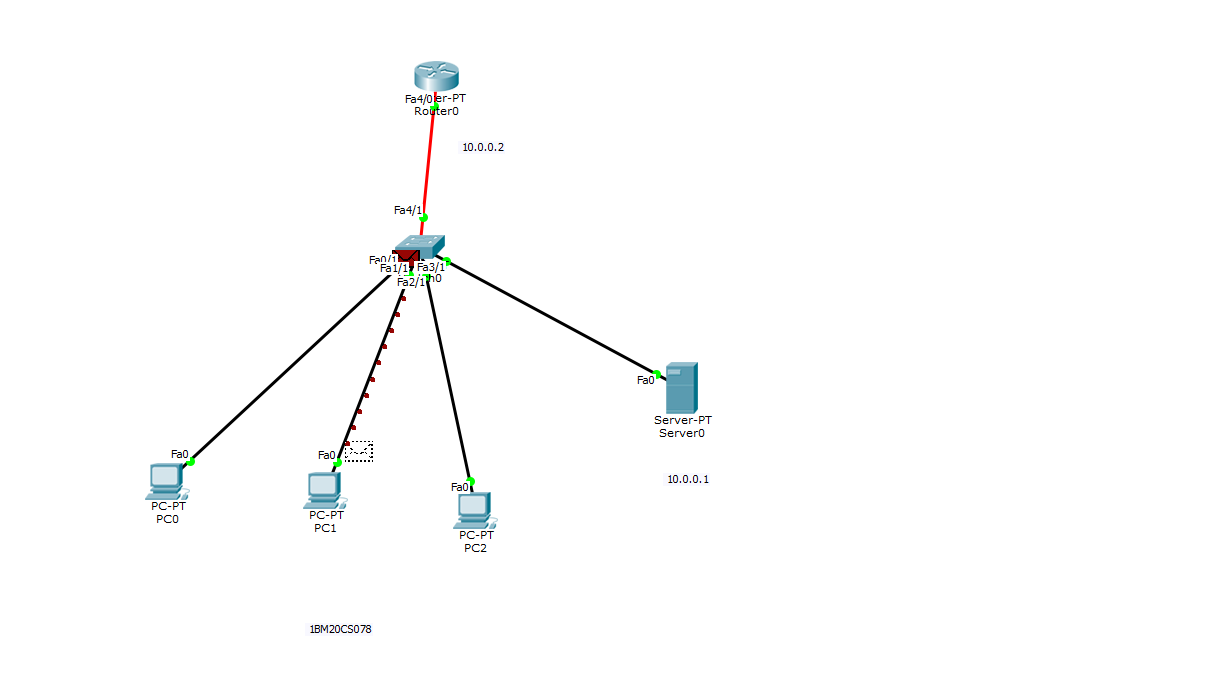 Fa4/0er-PT
Router0
10.0.0.2
Fa4/1
Fa0/1
Fa1/1
Fa3/1
Fa2/1h0
Fa0
Server-PT
Server0
Fa0
PC-PT
PC0
Fa0
PC-PT
PC1
Fa0
PC-PT
PC2
10.0.0.1
1BM20CS078